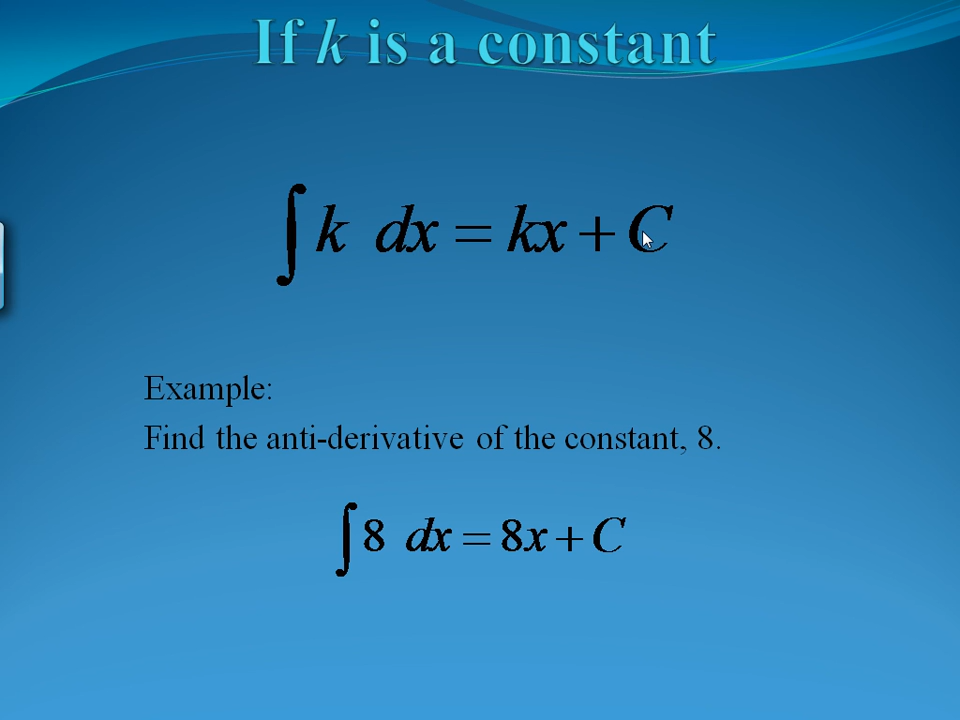 If k is a constant
∫ k dx = kx + C
Example:
Find the anti-derivative of the constant, 8.
∫ 8 dx = 8x + C